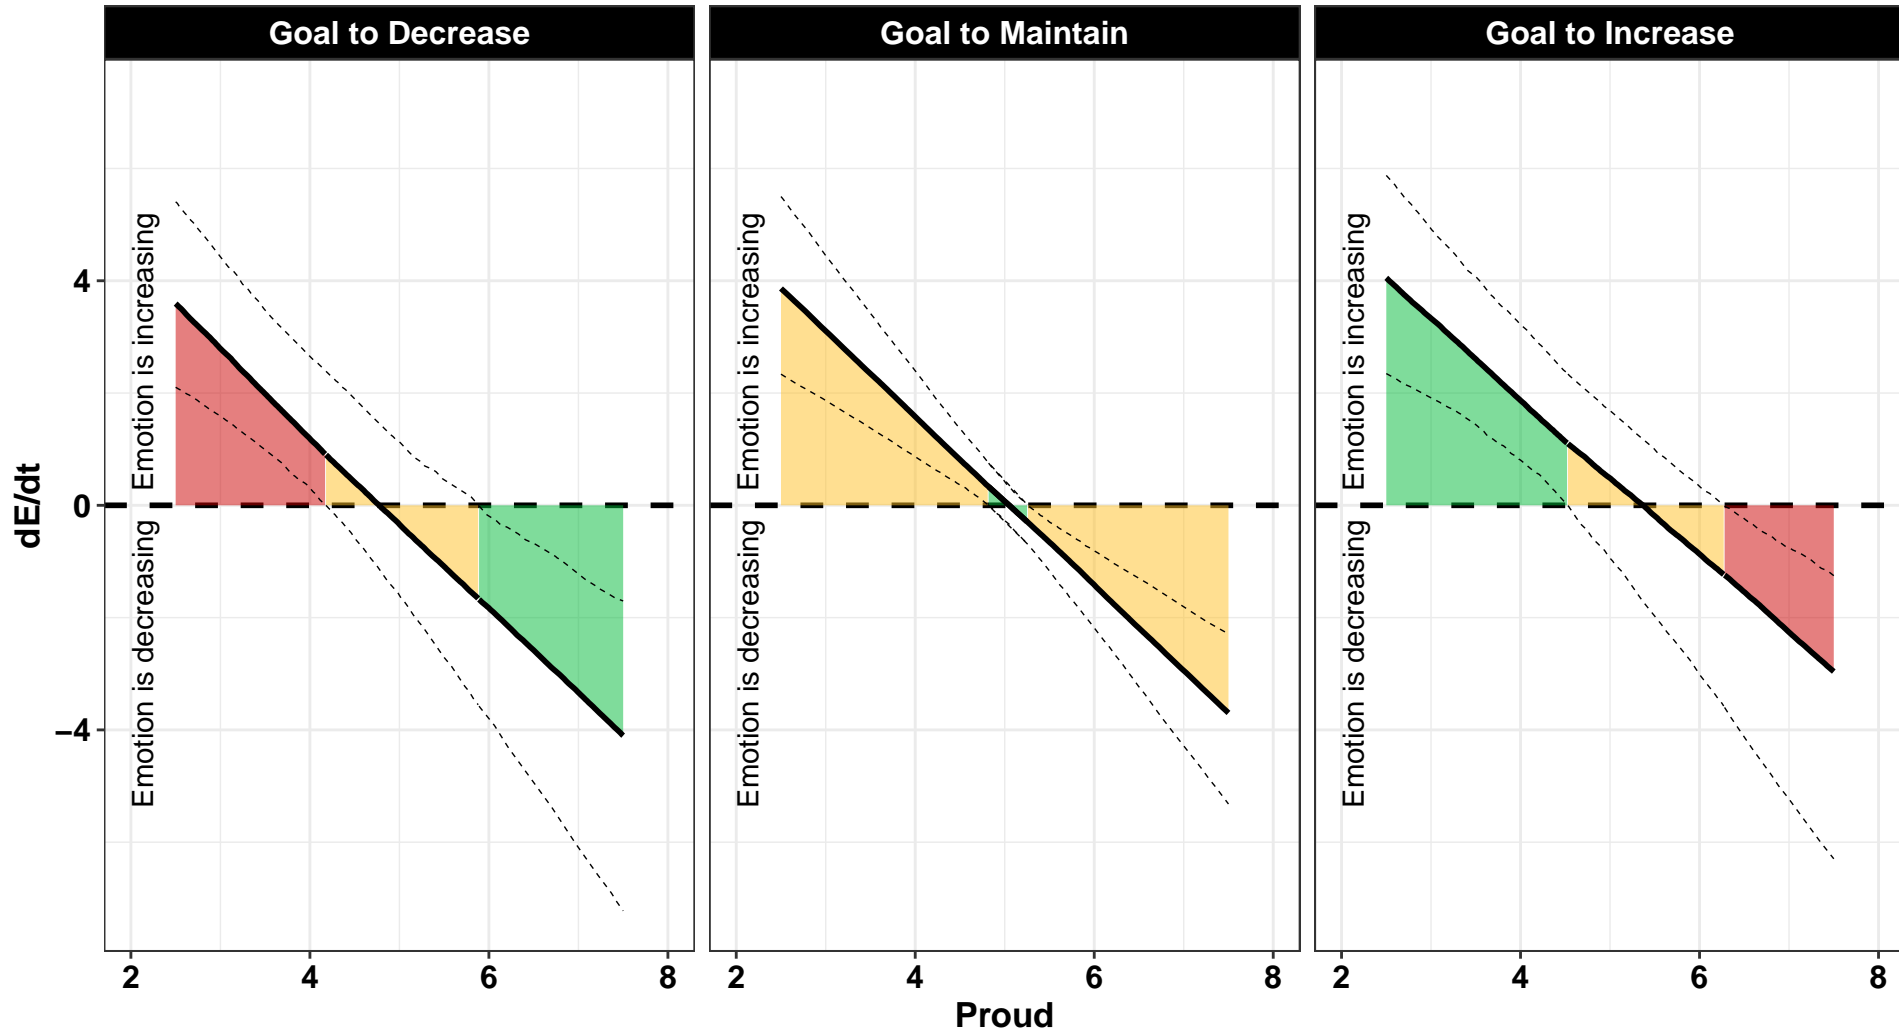 Goal to Decrease
Goal to Maintain
Goal to Increase
dE/dt
4
0
−4
Emotion is increasing
Emotion is decreasing
Emotion is increasing
Emotion is decreasing
Emotion is increasing
Emotion is decreasing
2 4 6 8
2 4 6 8
2 4 6 8
Proud